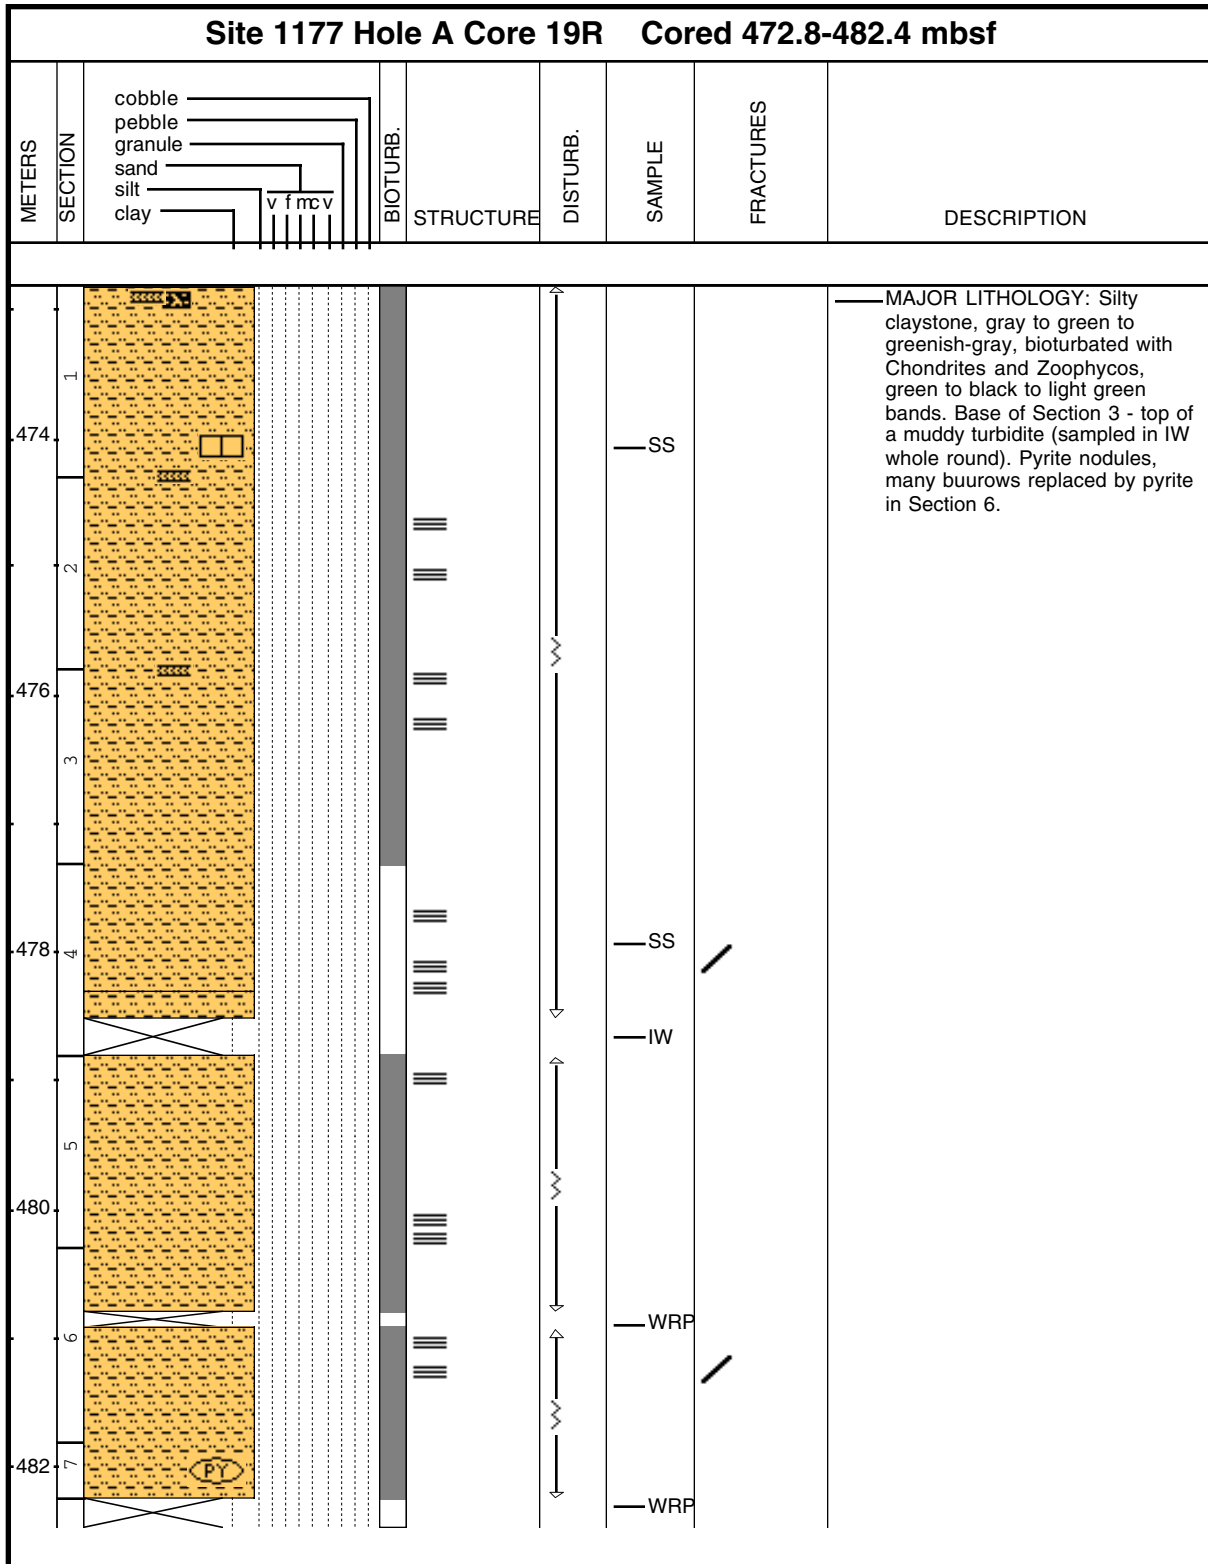 Site 1177 Hole A Core 19R Cored 472.8-482.4 mbsf
METERS
SECTION
cobble
pebble
granule
sand
silt
clay
v f m c v
BIOTURB.
STRUCTURE
DISTURB.
SAMPLE
FRACTURES
DESCRIPTION
MAJOR LITHOLOGY: Silty
claystone, gray to green to
greenish-gray, bioturbated with
Chondrites and Zoophycos,
green to black to light green
bands. Base of Section 3 - top of
a muddy turbidite (sampled in IW
whole round). Pyrite nodules,
many buurows replaced by pyrite
in Section 6.
1
474
SS
2
476
3
478
4
SS
IW
5
480
WRP
6
482
7
PY
WRP